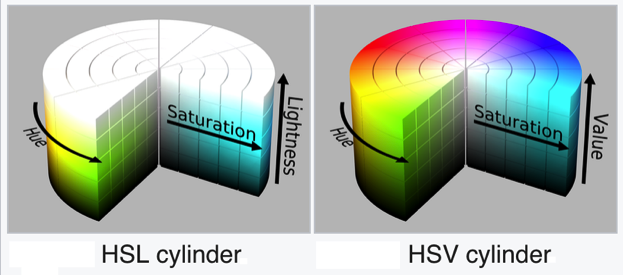 Hue
Saturation
Lightness
HSL cylinder
Hue
Saturation
Value
HSV cylinder